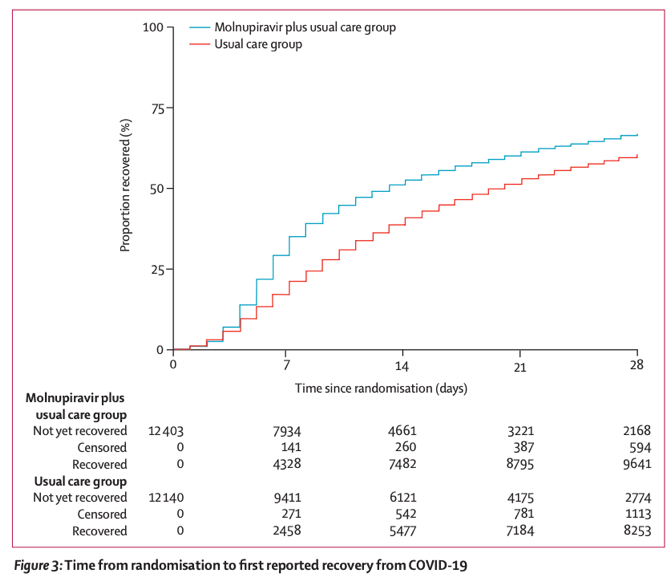 100
75
50
25
0
Proportion recovered (%)
Molnupiravir plus usual care group
Usual care group
0 7 14 21 28
Time since randomisation (days)
Molnupiravir plus
usual care group
Not yet recovered 12 403 7934 4661 3221 2168
Censored 0 141 260 387 594
Recovered 0 4328 7482 8795 9641
Usual care group
Not yet recovered 12 140 9411 6121 4175 2774
Censored 0 271 542 781 1113
Recovered 0 2458 5477 7184 8253
Figure 3: Time from randomisation to first reported recovery from COVID-19